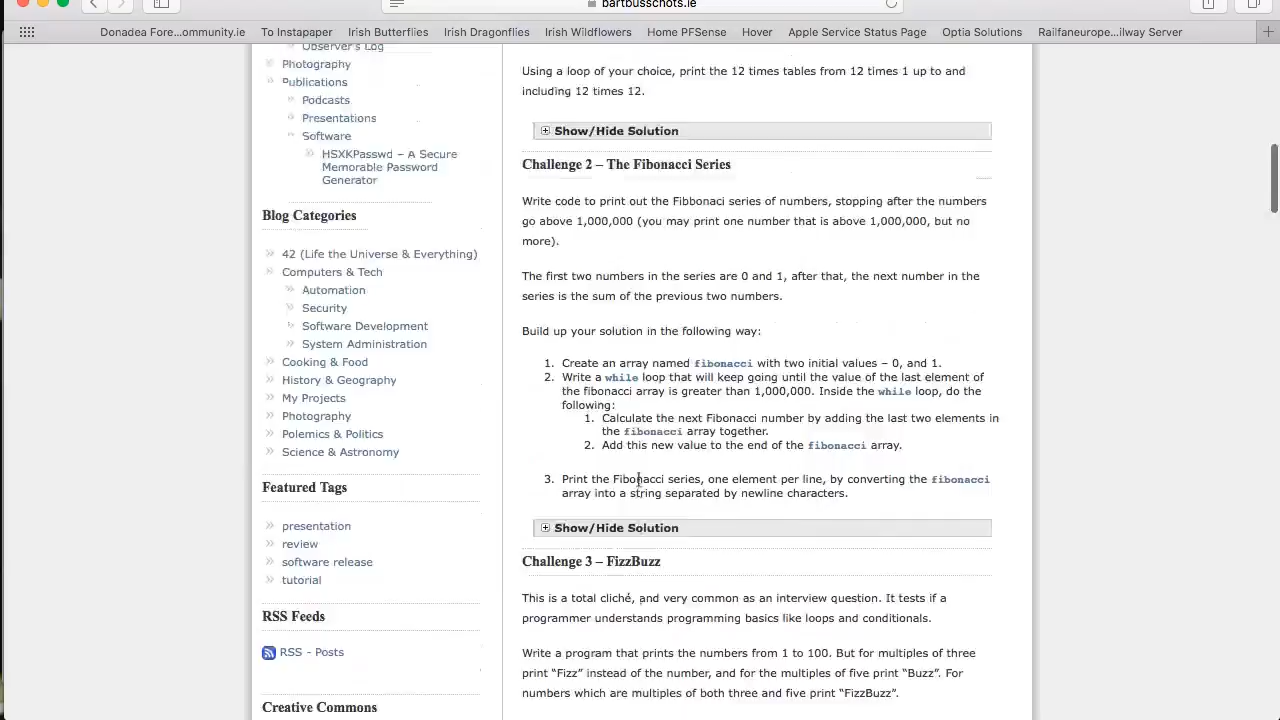 bartbusschots.ie
Donadea Fore...ommunity.ie To Instapaper Irish Butterflies Irish Dragonflies Irish Wildflowers Home PFSense Hover Apple Service Status Page Optia Solutions Railfaneurope...ilway Server
Observer's Log
Photography
Publications
Podcasts
Presentations
Software
HSXKPasswd – A Secure
Memorable Password
Generator
Blog Categories
42 (Life the Universe & Everything)
Computers & Tech
Automation
Security
Software Development
System Administration
Cooking & Food
History & Geography
My Projects
Photography
Polemics & Politics
Science & Astronomy
Featured Tags
presentation
review
software release
tutorial
RSS Feeds
RSS - Posts
Creative Commons
Using a loop of your choice, print the 12 times tables from 12 times 1 up to and
including 12 times 12.
Show/Hide Solution
Challenge 2 – The Fibonacci Series
Write code to print out the Fibbonaci series of numbers, stopping after the numbers
go above 1,000,000 (you may print one number that is above 1,000,000, but no
more).
The first two numbers in the series are 0 and 1, after that, the next number in the
series is the sum of the previous two numbers.
Build up your solution in the following way:
1. Create an array named fibonacci with two initial values – 0, and 1.
2. Write a while loop that will keep going until the value of the last element of
the fibonacci array is greater than 1,000,000. Inside the while loop, do the
following:
1. Calculate the next Fibonacci number by adding the last two elements in
the fibonacci array together.
2. Add this new value to the end of the fibonacci array.
3. Print the Fibonacci series, one element per line, by converting the fibonacci
array into a string separated by newline characters.
Show/Hide Solution
Challenge 3 – FizzBuzz
This is a total cliché, and very common as an interview question. It tests if a
programmer understands programming basics like loops and conditionals.
Write a program that prints the numbers from 1 to 100. But for multiples of three
print “Fizz” instead of the number, and for the multiples of five print “Buzz”. For
numbers which are multiples of both three and five print “FizzBuzz”.